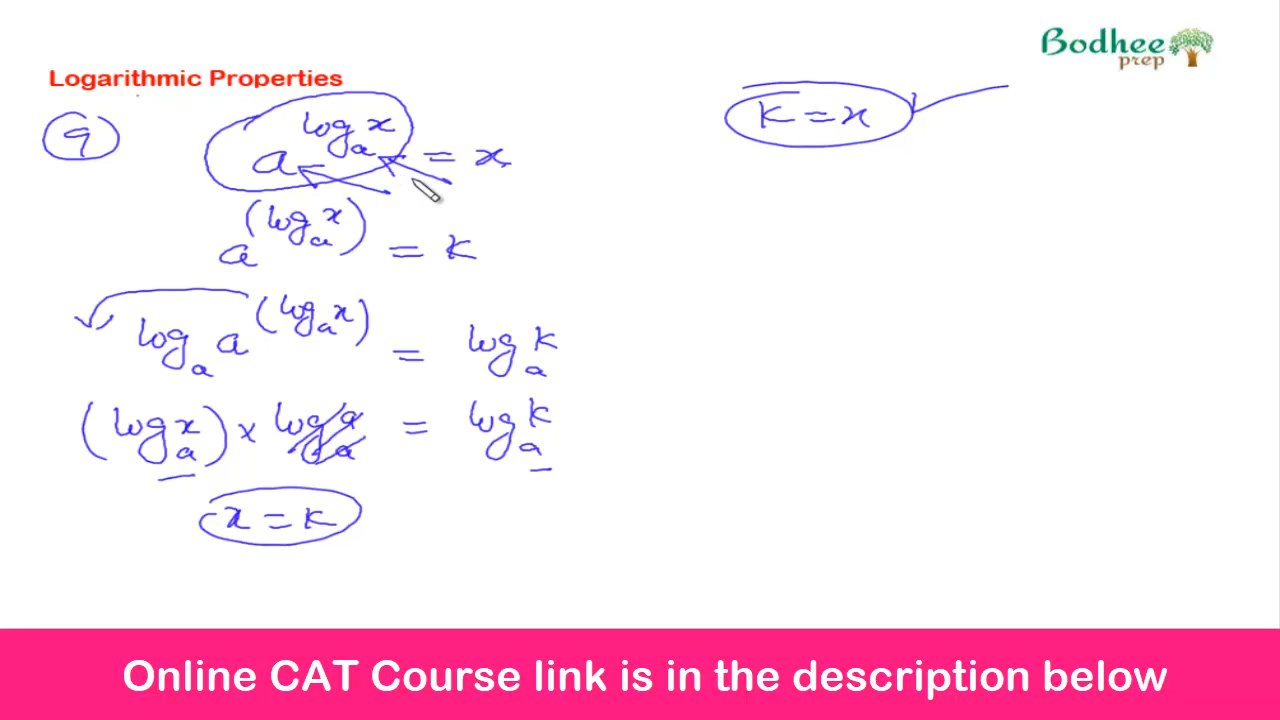 Bodhee
prep
Logarithmic Properties
9
a^(log_a x) = x
k = x
a^(log_a x) = k
log_a a^(log_a x) = log_a k
(log_a x) × log_a a = log_a k
x = k
Online CAT Course link is in the description below